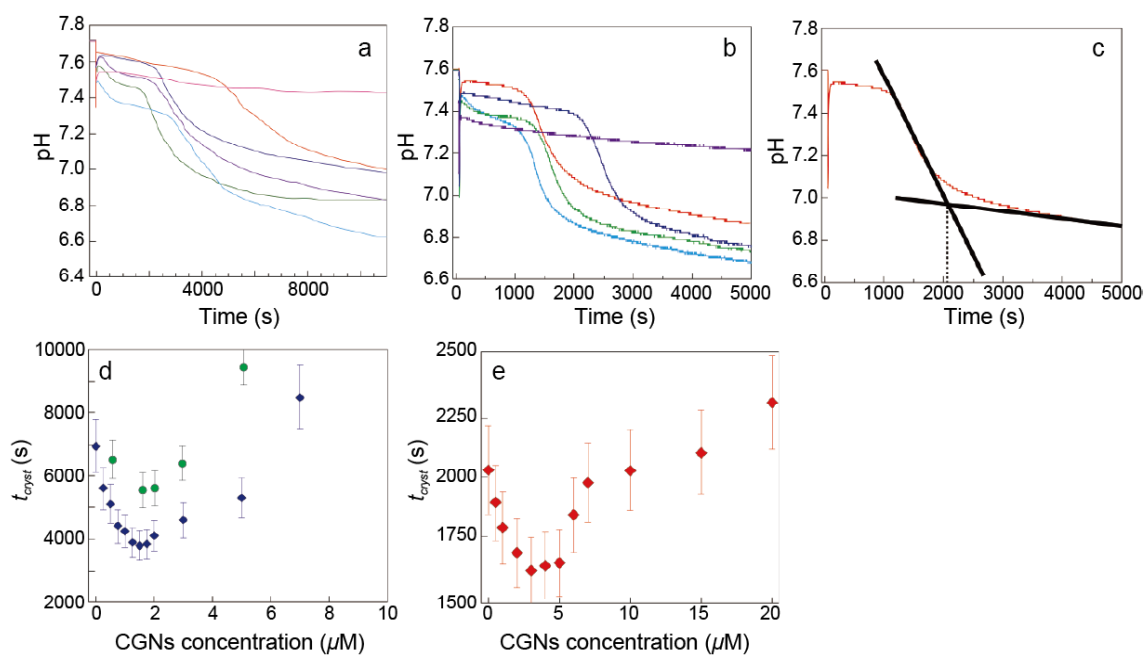 a
7.8
7.6
7.4
7.2
7.0
6.8
6.6
6.4
pH
0 4000 8000
Time (s)
b
7.8
7.6
7.4
7.2
7.0
6.8
6.6
pH
0 1000 2000 3000 4000 5000
Time (s)
c
7.8
7.6
7.4
7.2
7.0
6.8
6.6
pH
0 1000 2000 3000 4000 5000
Time (s)
d
10000
8000
6000
4000
2000
tcryst (s)
0 2 4 6 8 10
CGNs concentration (µM)
e
2500
2250
2000
1750
1500
tcryst (s)
0 5 10 15 20
CGNs concentration (µM)